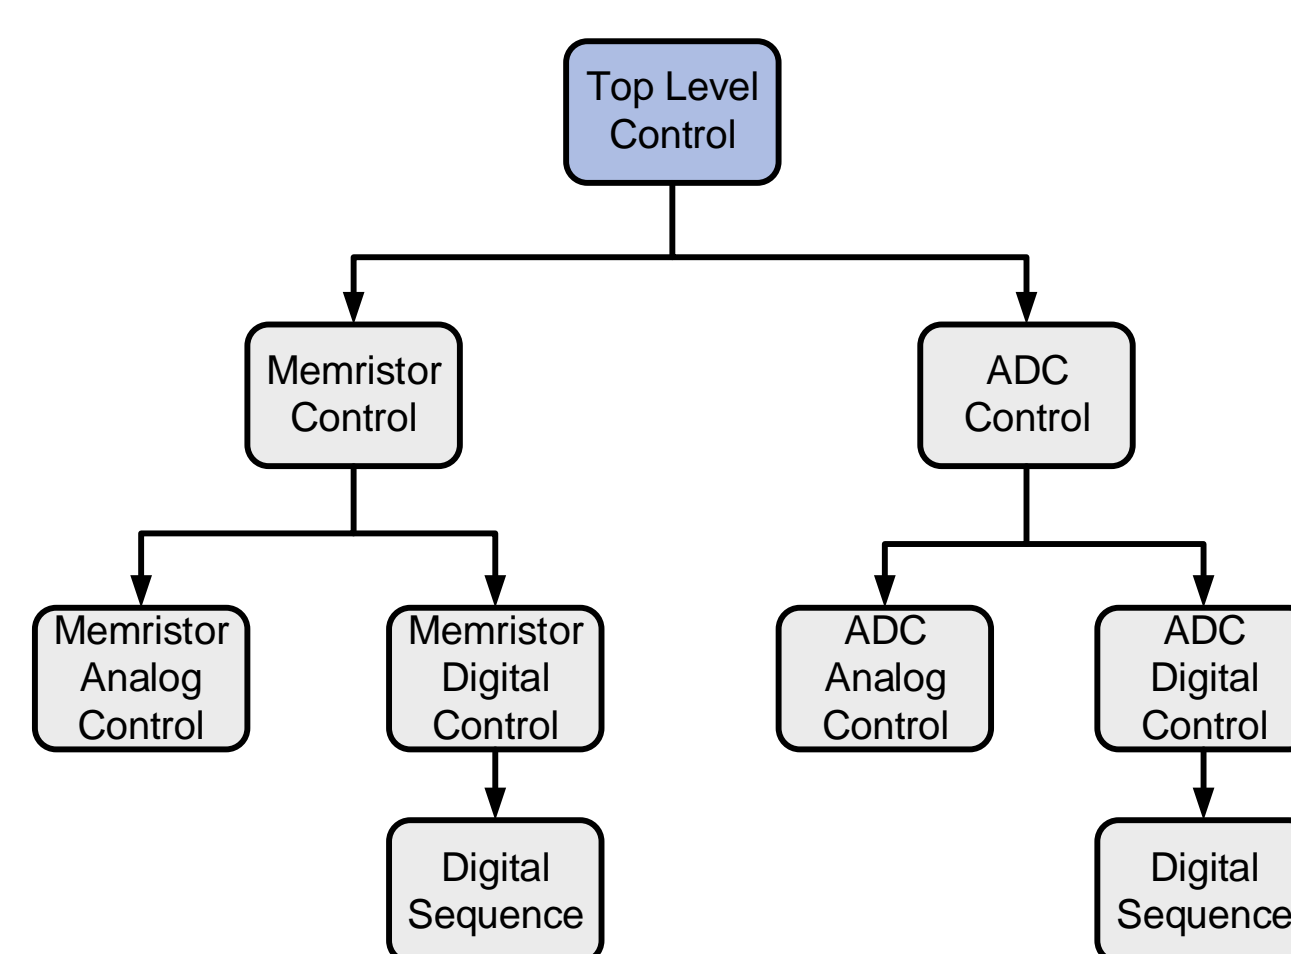 Top Level
Control
Memristor
Control
ADC
Control
Memristor
Analog
Control
Memristor
Digital
Control
ADC
Analog
Control
ADC
Digital
Control
Digital
Sequence
Digital
Sequence